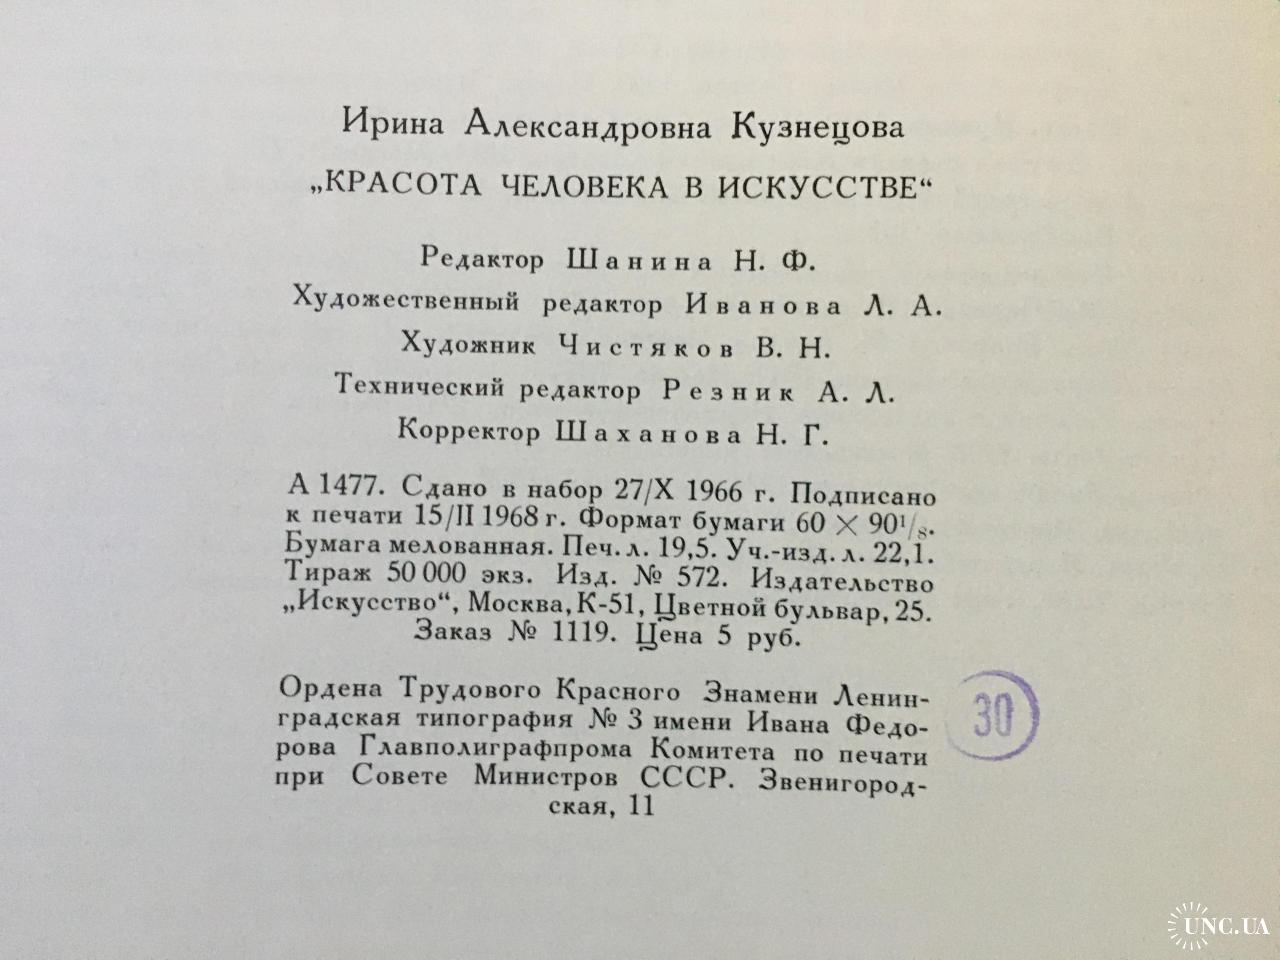 Ирина Александровна Кузнецова
„КРАСОТА ЧЕЛОВЕКА В ИСКУССТВЕ“
Редактор Шанина Н. Ф.
Художественный редактор Иванова Л. А.
Художник Чистяков В. Н.
Технический редактор Резник А. Л.
Корректор Шаханова Н. Г.
А 1477. Сдано в набор 27/X 1966 г. Подписано
к печати 15/II 1968 г. Формат бумаги 60 × 90¹/₈.
Бумага мелованная. Печ. л. 19,5. Уч.-изд. л. 22,1.
Тираж 50 000 экз. Изд. № 572. Издательство
„Искусство“, Москва, К-51, Цветной бульвар, 25.
Заказ № 1119. Цена 5 руб.
Ордена Трудового Красного Знамени Ленин-
градская типография № 3 имени Ивана Федо-
рова Главполиграфпрома Комитета по печати
при Совете Министров СССР. Звенигород-
ская, 11
30
UNC.UA